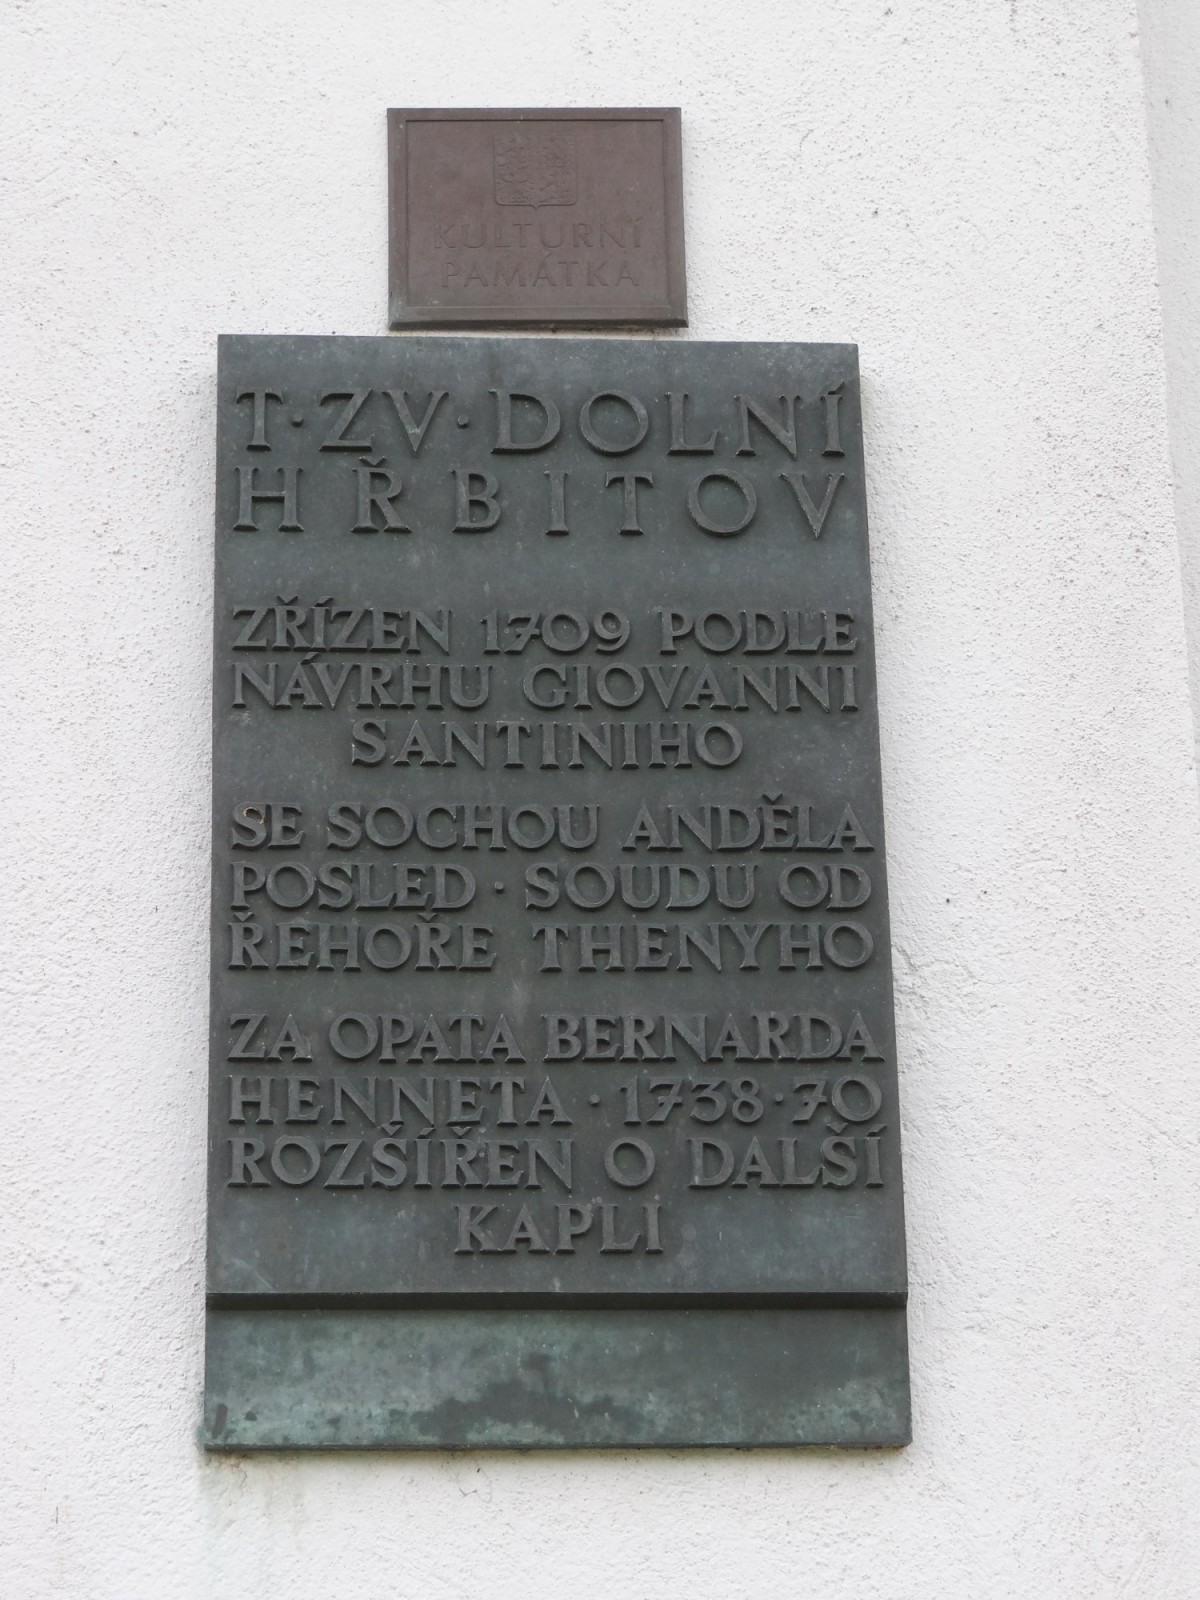 KULTURNÍ
PAMÁTKA
T·ZV·DOLNÍ
HŘBITOV
ZŘÍZEN 1709 PODLE
NÁVRHU GIOVANNI
SANTINIHO
SE SOCHOU ANDĚLA
POSLED·SOUDU OD
ŘEHOŘE THENYHO
ZA OPATA BERNARDA
HENNETA·1738·70
ROZŠÍŘEN O DALŠÍ
KAPLI